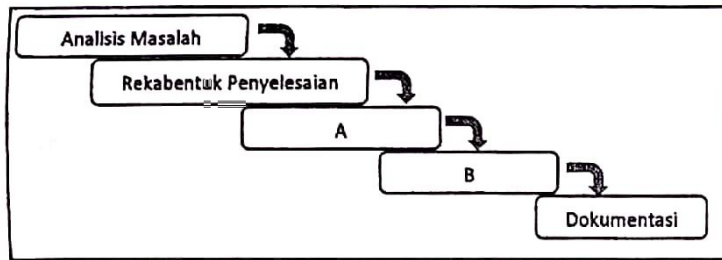 Analisis Masalah
Rekabentuk Penyelesaian
A
B
Dokumentasi